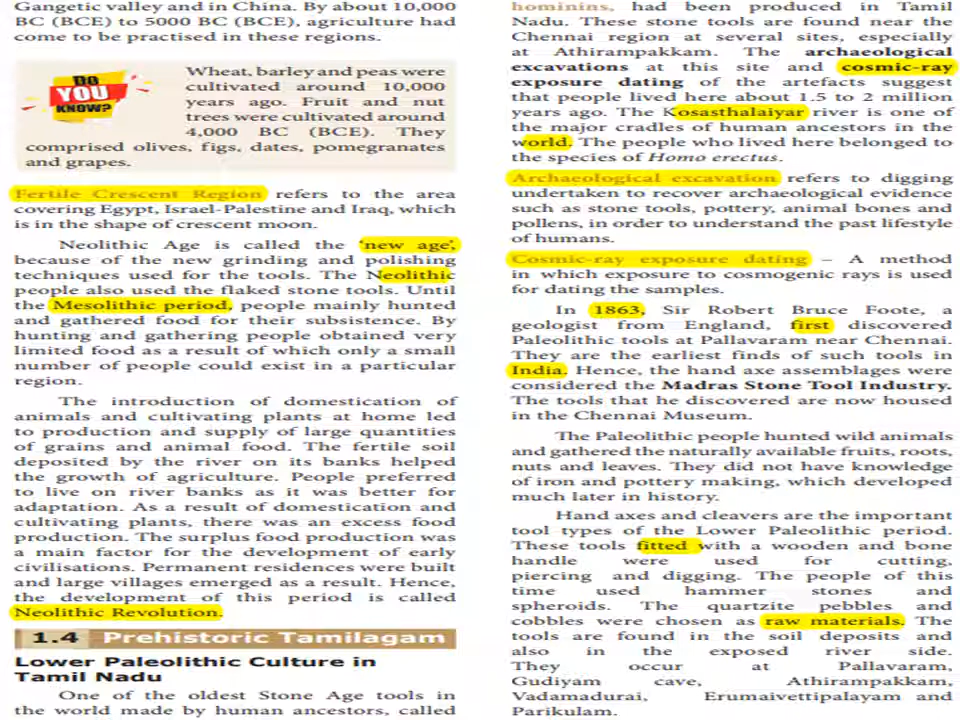 Gangetic valley and in China. By about 10,000
BC (BCE) to 5000 BC (BCE), agriculture had
come to be practised in these regions.
DO
YOU
KNOW?
Wheat, barley and peas were
cultivated around 10,000
years ago. Fruit and nut
trees were cultivated around
4,000 BC (BCE). They
comprised olives, figs, dates, pomegranates
and grapes.
Fertile Crescent Region refers to the area
covering Egypt, Israel-Palestine and Iraq, which
is in the shape of crescent moon.
Neolithic Age is called the 'new age',
because of the new grinding and polishing
techniques used for the tools. The Neolithic
people also used the flaked stone tools. Until
the Mesolithic period, people mainly hunted
and gathered food for their subsistence. By
hunting and gathering people obtained very
limited food as a result of which only a small
number of people could exist in a particular
region.
The introduction of domestication of
animals and cultivating plants at home led
to production and supply of large quantities
of grains and animal food. The fertile soil
deposited by the river on its banks helped
the growth of agriculture. People preferred
to live on river banks as it was better for
adaptation. As a result of domestication and
cultivating plants, there was an excess food
production. The surplus food production was
a main factor for the development of early
civilisations. Permanent residences were built
and large villages emerged as a result. Hence,
the development of this period is called
Neolithic Revolution.
1.4 Prehistoric Tamilagam
Lower Paleolithic Culture in
Tamil Nadu
One of the oldest Stone Age tools in
the world made by human ancestors, called
hominins, had been produced in Tamil
Nadu. These stone tools are found near the
Chennai region at several sites, especially
at Athirampakkam. The archaeological
excavations at this site and cosmic-ray
exposure dating of the artefacts suggest
that people lived here about 1.5 to 2 million
years ago. The Kosasthalaiyar river is one of
the major cradles of human ancestors in the
world. The people who lived here belonged to
the species of Homo erectus.
Archaeological excavation refers to digging
undertaken to recover archaeological evidence
such as stone tools, pottery, animal bones and
pollens, in order to understand the past lifestyle
of humans.
Cosmic-ray exposure dating – A method
in which exposure to cosmogenic rays is used
for dating the samples.
In 1863, Sir Robert Bruce Foote, a
geologist from England, first discovered
Paleolithic tools at Pallavaram near Chennai.
They are the earliest finds of such tools in
India. Hence, the hand axe assemblages were
considered the Madras Stone Tool Industry.
The tools that he discovered are now housed
in the Chennai Museum.
The Paleolithic people hunted wild animals
and gathered the naturally available fruits, roots,
nuts and leaves. They did not have knowledge
of iron and pottery making, which developed
much later in history.
Hand axes and cleavers are the important
tool types of the Lower Paleolithic period.
These tools fitted with a wooden and bone
handle were used for cutting,
piercing and digging. The people of this
time used hammer stones and
spheroids. The quartzite pebbles and
cobbles were chosen as raw materials. The
tools are found in the soil deposits and
also in the exposed river side.
They occur at Pallavaram,
Gudiyam cave, Athirampakkam,
Vadamadurai, Erumaivettipalayam and
Parikulam.